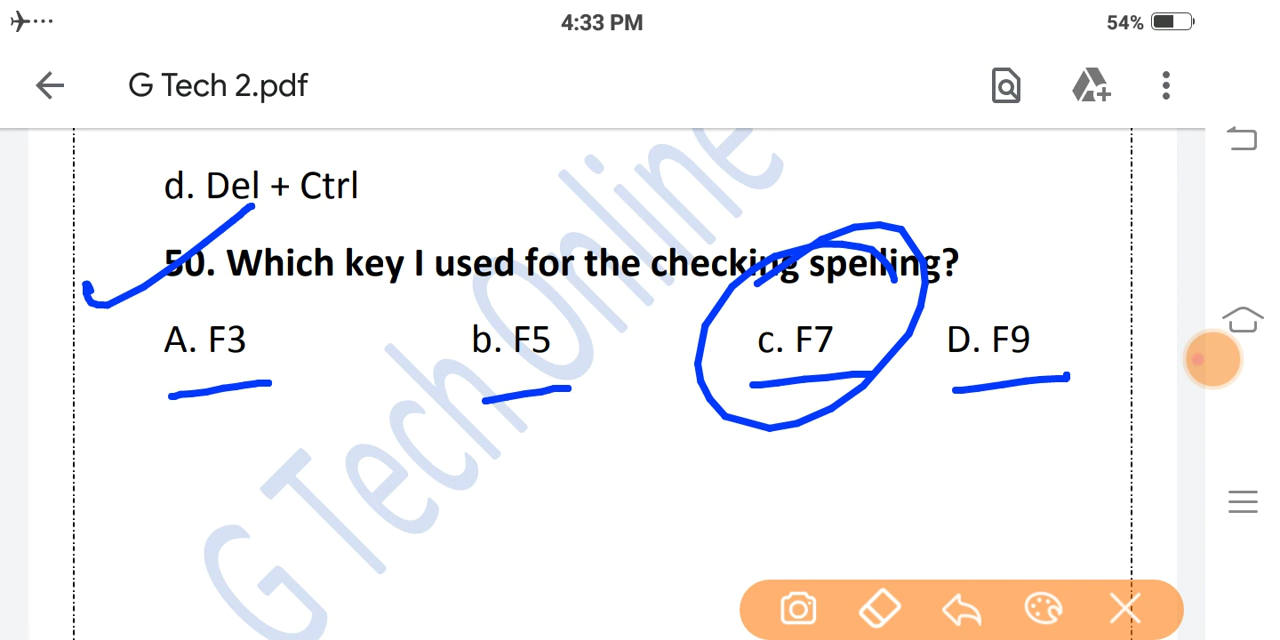 4:33 PM
54%
G Tech 2.pdf
d. Del + Ctrl
50. Which key I used for the checking spelling?
A. F3 b. F5 c. F7 D. F9
G Tech Online